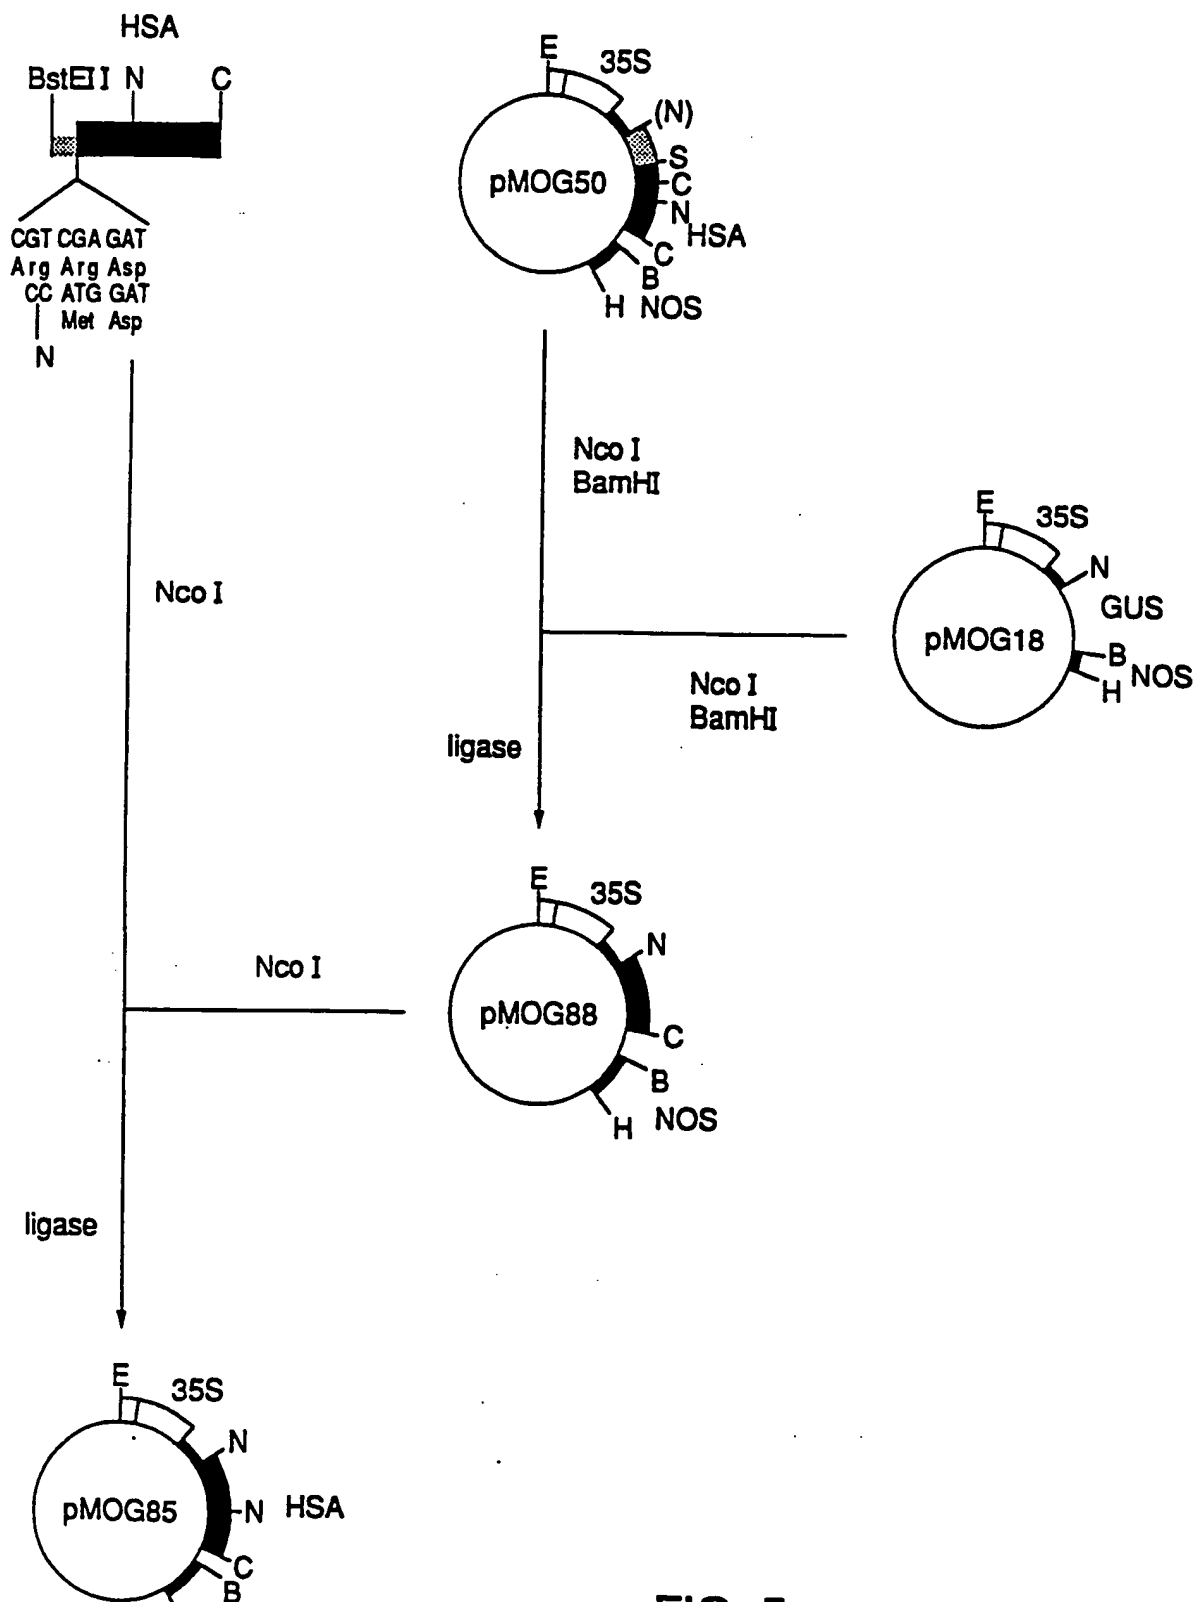 HSA
BstEII N C
CGT CGA GAT
Arg Arg Asp
CC ATG GAT
Met Asp
N
E
35S
(N)
S
C
N
HSA
C
B
H NOS
pMOG50
Nco I
BamHI
E
35S
N
GUS
pMOG18
B
H NOS
Nco I
BamHI
ligase
Nco I
E
35S
N
pMOG88
C
B
H NOS
Nco I
ligase
E
35S
N
pMOG85
N HSA
C
B